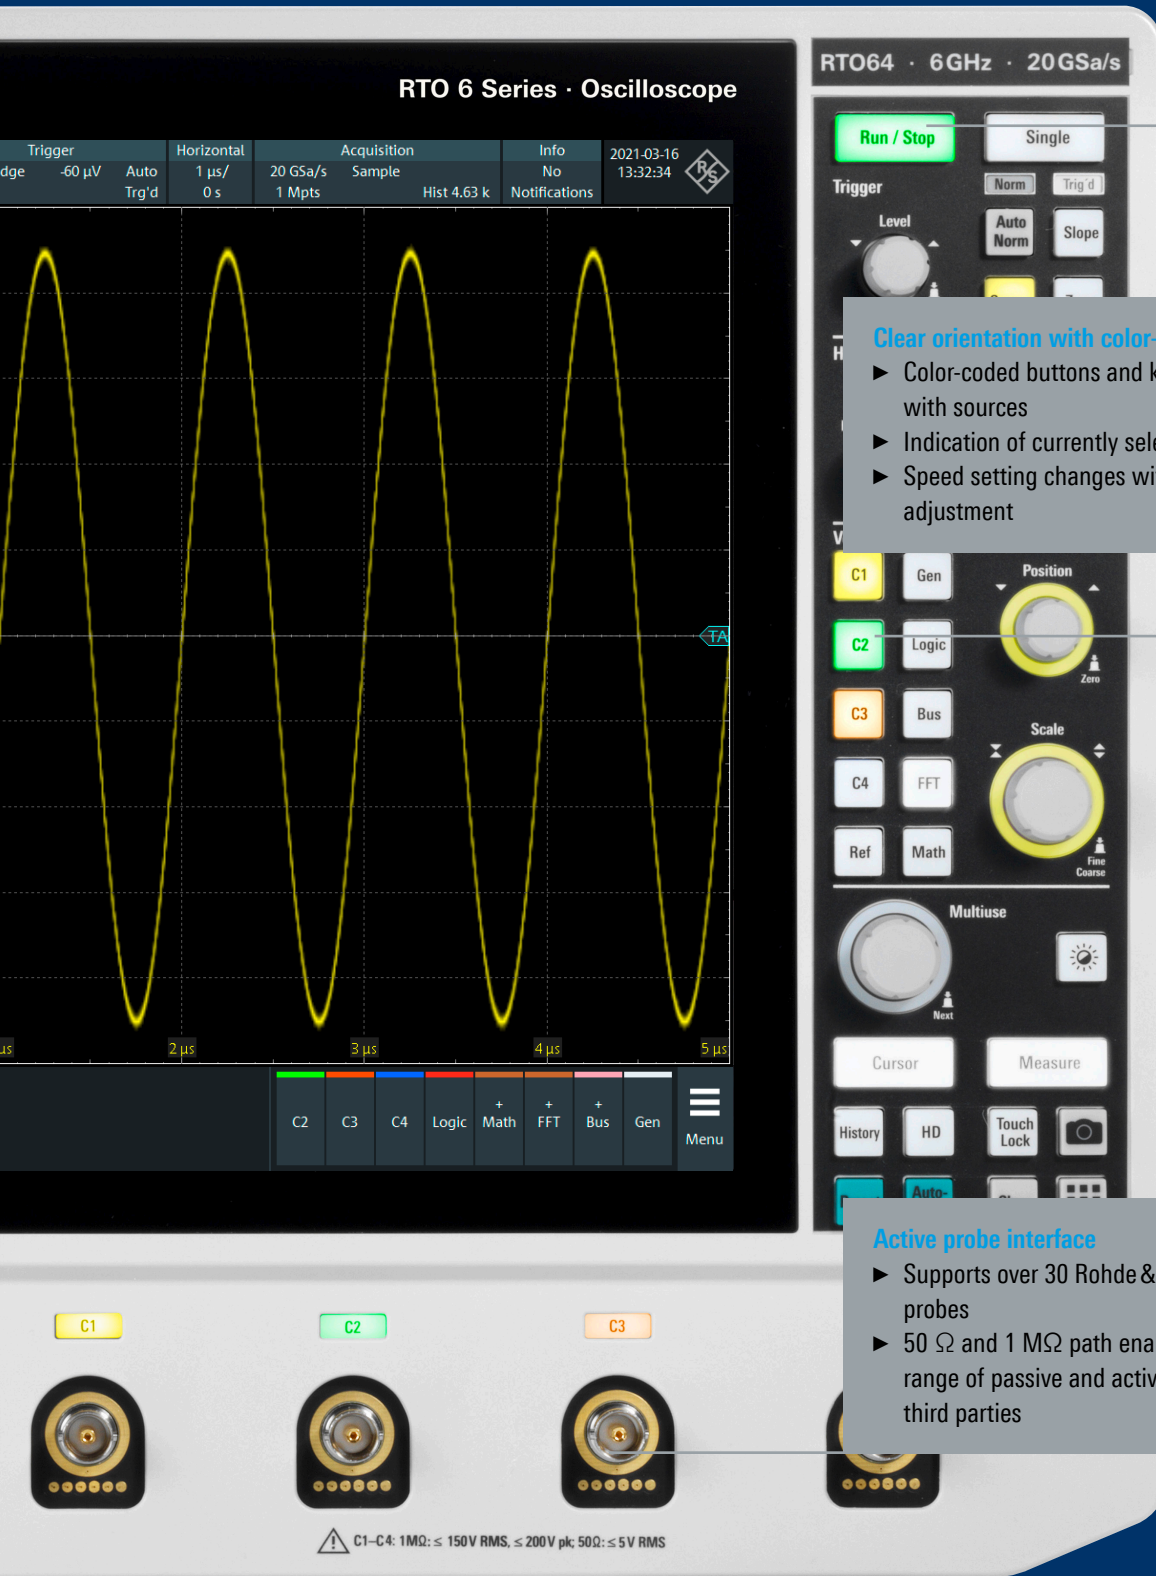 RTO 6 Series · Oscilloscope
RTO64 · 6GHz · 20GSa/s
Trigger
dge -60 µV Auto
Trg'd
Horizontal
1 µs/
0 s
Acquisition
20 GSa/s Sample
1 Mpts Hist 4.63 k
Info
No
Notifications
2021-03-16
13:32:34
R&S
TA
µs
2 µs
3 µs
4 µs
5 µs
C2
C3
C4
Logic
+
Math
+
FFT
+
Bus
Gen
Menu
Run / Stop
Single
Trigger
Norm
Trig'd
Level
Auto
Norm
Slope
H
Clear orientation with color-
► Color-coded buttons and k
with sources
► Indication of currently sele
► Speed setting changes wi
adjustment
V
C1
Gen
Position
C2
Logic
Zero
C3
Bus
Scale
C4
FFT
Ref
Math
Fine
Coarse
Multiuse
Next
Cursor
Measure
History
HD
Touch
Lock
Auto-
Active probe interface
► Supports over 30 Rohde &
probes
► 50 Ω and 1 MΩ path ena
range of passive and activ
third parties
C1
C2
C3
C1–C4: 1MΩ: ≤ 150V RMS, ≤ 200V pk; 50Ω: ≤ 5V RMS